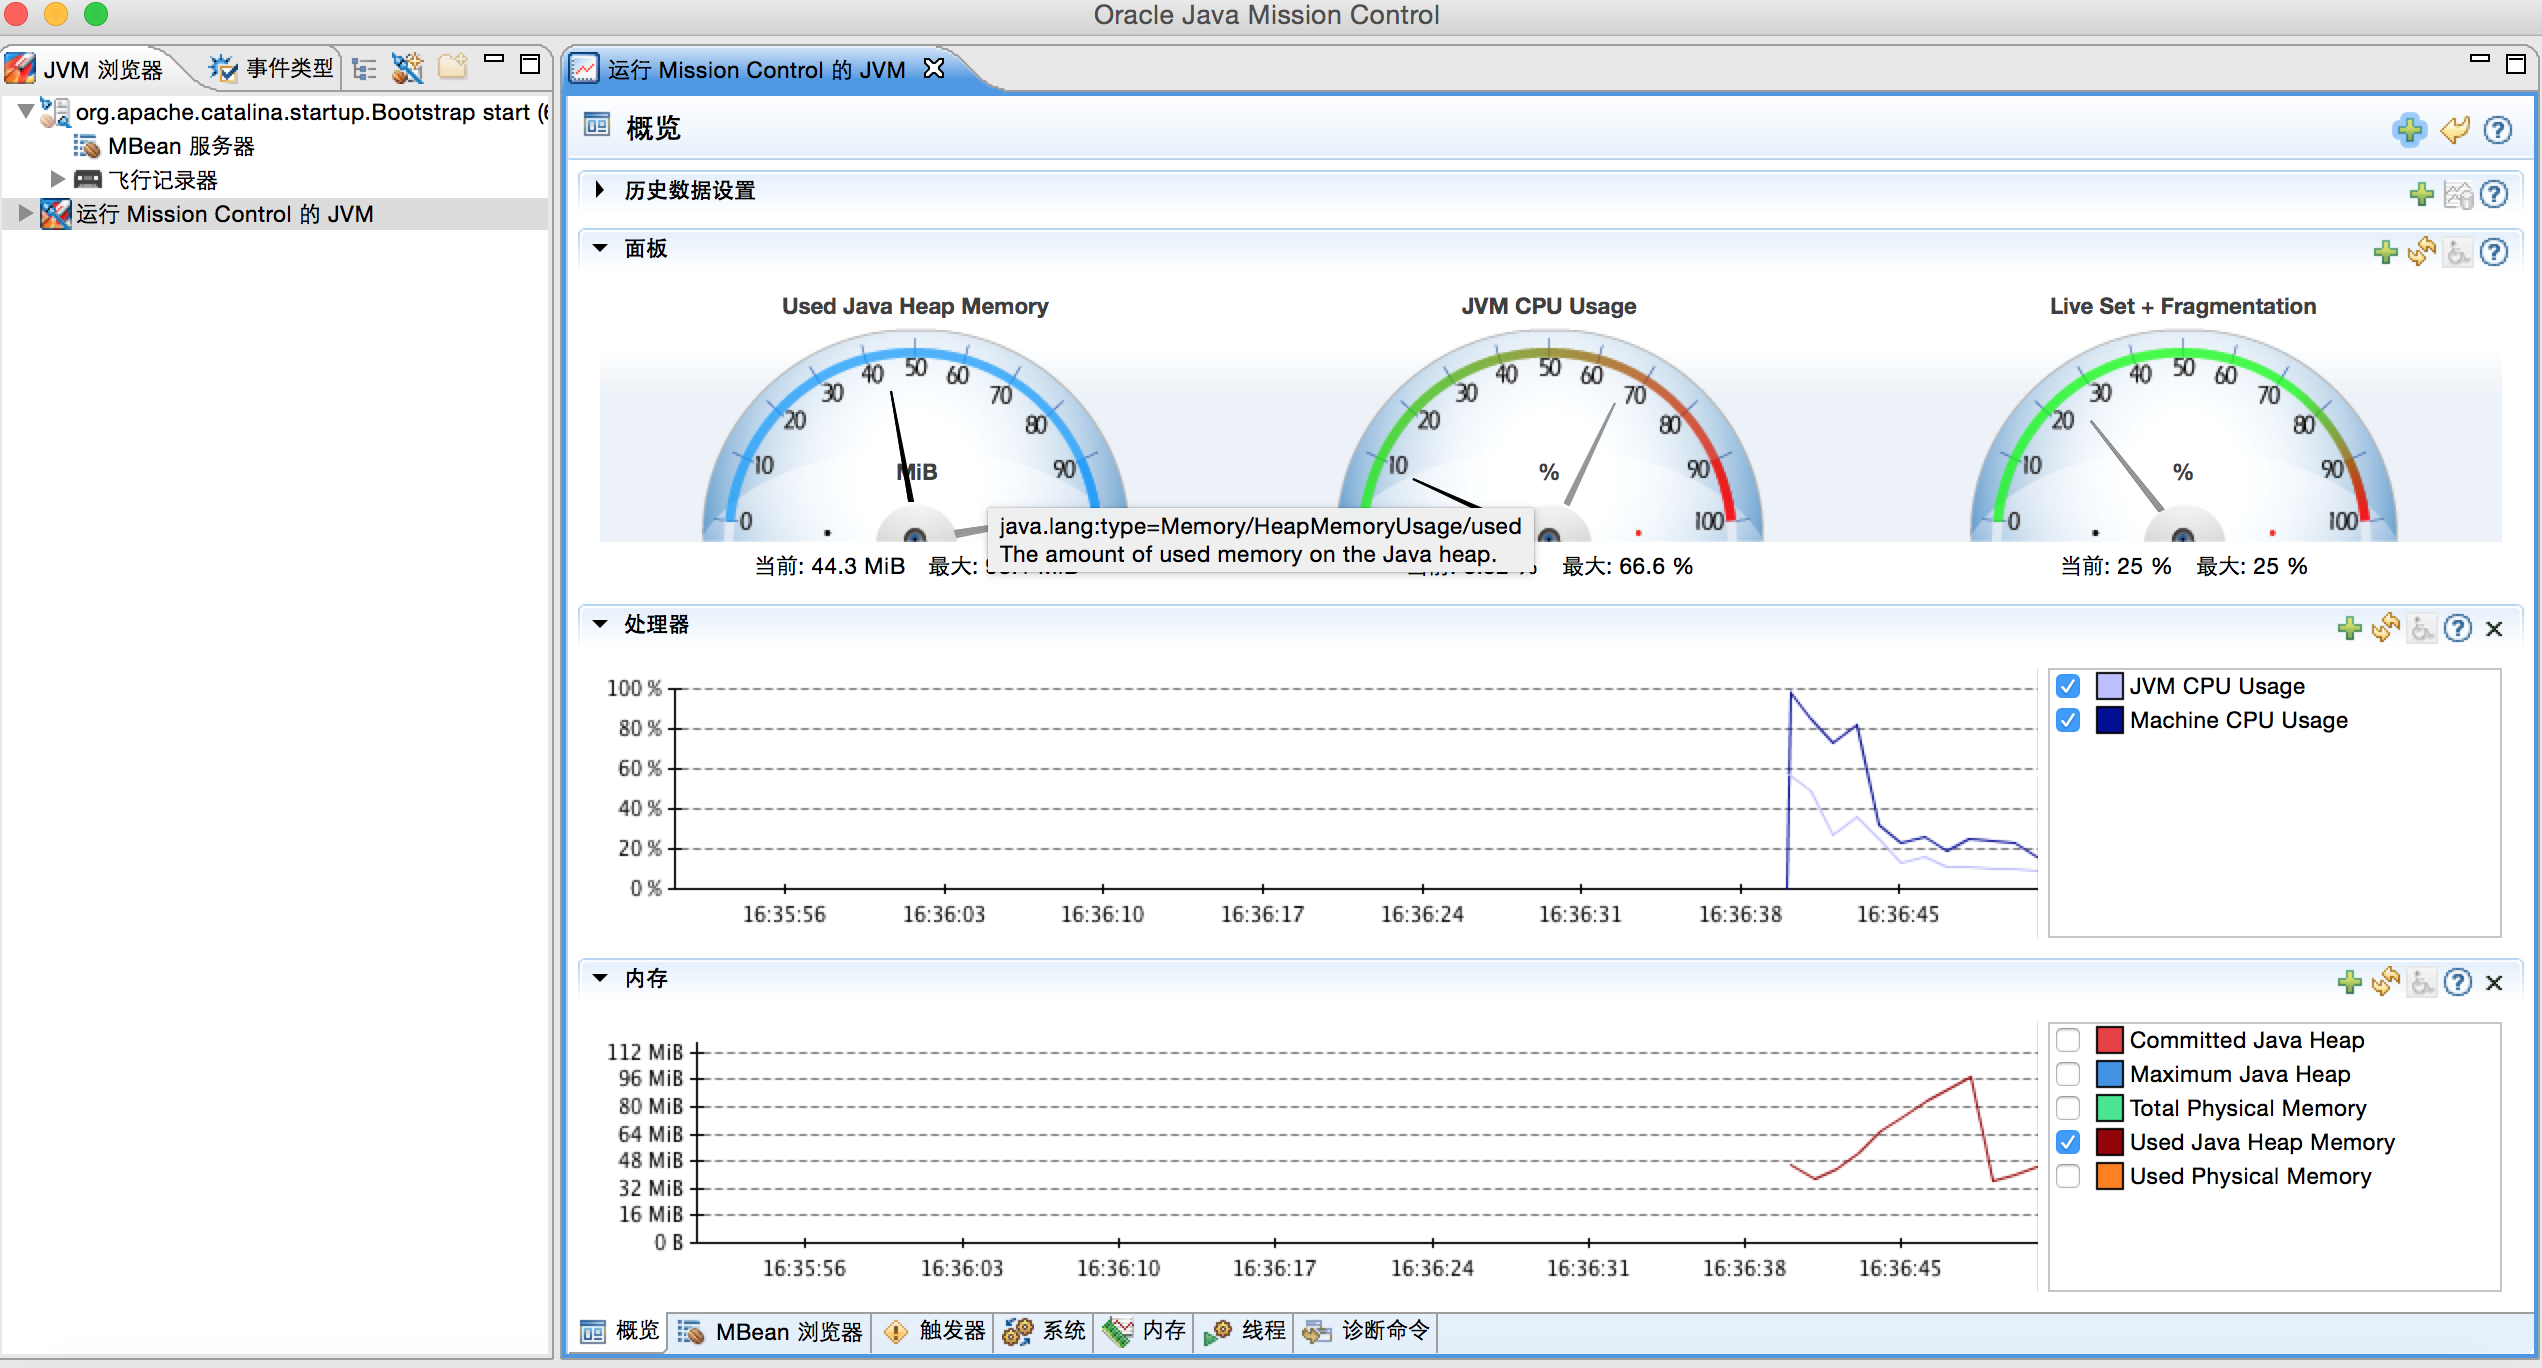 Oracle Java Mission Control
JVM 浏览器
事件类型
org.apache.catalina.startup.Bootstrap start (
MBean 服务器
飞行记录器
运行 Mission Control 的 JVM
运行 Mission Control 的 JVM
概览
历史数据设置
面板
Used Java Heap Memory
0 10 20 30 40 50 60 70 80 90
MiB
当前: 44.3 MiB 最大:
java.lang:type=Memory/HeapMemoryUsage/used
The amount of used memory on the Java heap.
JVM CPU Usage
10 20 30 40 50 60 70 80 90 100
%
最大: 66.6 %
Live Set + Fragmentation
0 10 20 30 40 50 60 70 80 90 100
%
当前: 25 % 最大: 25 %
处理器
100 %
80 %
60 %
40 %
20 %
0 %
16:35:56 16:36:03 16:36:10 16:36:17 16:36:24 16:36:31 16:36:38 16:36:45
JVM CPU Usage
Machine CPU Usage
内存
112 MiB
96 MiB
80 MiB
64 MiB
48 MiB
32 MiB
16 MiB
0 B
16:35:56 16:36:03 16:36:10 16:36:17 16:36:24 16:36:31 16:36:38 16:36:45
Committed Java Heap
Maximum Java Heap
Total Physical Memory
Used Java Heap Memory
Used Physical Memory
概览 MBean 浏览器 触发器 系统 内存 线程 诊断命令